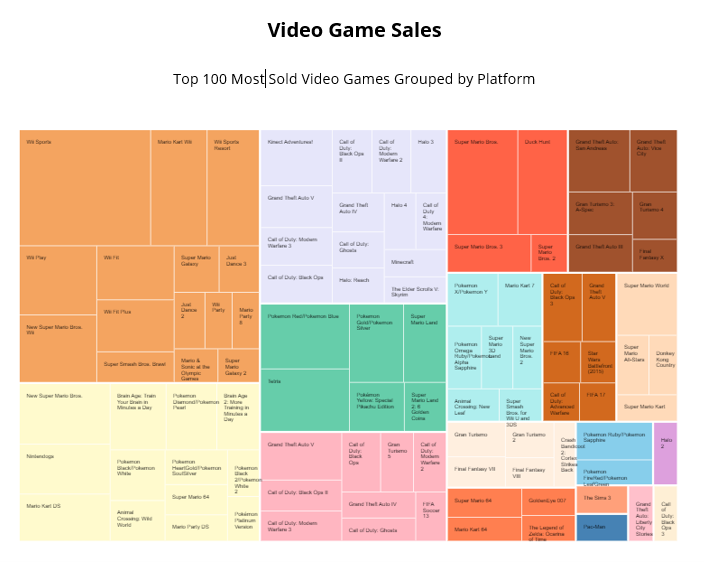 Video Game Sales
Top 100 Most Sold Video Games Grouped by Platform
Wii Sports
Mario Kart Wii
Wii Sports
Resort
Wii Play
Wii Fit
Super Mario
Galaxy
Just
Dance 3
Wii Fit Plus
Just
Dance
2
Wii
Party
Mario
Party
8
New Super Mario Bros.
Wii
Super Smash Bros. Brawl
Mario &
Sonic at the
Olympic
Games
Super
Mario
Galaxy 2
Kinect Adventures!
Call of
Duty:
Black Ops
II
Call of
Duty:
Modern
Warfare 2
Halo 3
Grand Theft Auto V
Grand Theft
Auto IV
Halo 4
Call of
Duty
4:
Modern
Warfare
Call of Duty: Modern
Warfare 3
Call of Duty:
Ghosts
Minecraft
Call of Duty: Black Ops
Halo: Reach
The Elder Scrolls V:
Skyrim
Super Mario Bros.
Duck Hunt
Super Mario Bros. 3
Super
Mario
Bros. 2
Grand Theft Auto:
San Andreas
Grand Theft
Auto: Vice
City
Gran Turismo 3:
A-Spec
Gran
Turismo 4
Grand Theft Auto III
Final
Fantasy X
Pokemon Red/Pokemon Blue
Pokemon
Gold/Pokemon
Silver
Super
Mario Land
Tetris
Pokémon
Yellow: Special
Pikachu Edition
Super
Mario Land
2: 6
Golden
Coins
Pokemon
X/Pokemon Y
Mario Kart 7
Pokemon
Omega
Ruby/Pokemon
Alpha
Sapphire
Super
Mario
3D
Land
New
Super
Mario
Bros.
2
Animal
Crossing: New
Leaf
Super
Smash
Bros. for
Wii U and
3DS
Call of
Duty:
Black Ops
3
Grand
Theft
Auto V
FIFA 16
Star
Wars
Battlefront
(2015)
Call of
Duty:
Advanced
Warfare
FIFA 17
Super Mario World
Super
Mario
All-Stars
Donkey
Kong
Country
Super Mario Kart
New Super Mario Bros.
Brain Age: Train
Your Brain in
Minutes a Day
Pokemon
Diamond/Pokemon
Pearl
Brain Age
2: More
Training in
Minutes a
Day
Nintendogs
Pokemon
Black/Pokemon
White
Pokemon
HeartGold/Pokemon
SoulSilver
Pokemon
Black
2/Pokemon
White
2
Super Mario 64
Mario Kart DS
Animal
Crossing: Wild
World
Mario Party DS
Pokémon
Platinum
Version
Grand Theft Auto V
Call of
Duty:
Black
Ops
Gran
Turismo
5
Call of
Duty:
Modern
Warfare
2
Call of Duty: Black Ops II
Grand Theft Auto IV
FIFA
Soccer
13
Call of Duty: Modern
Warfare 3
Call of Duty: Ghosts
Gran Turismo
Gran Turismo
2
Crash
Bandicoot
2:
Cortex
Strikes
Back
Final Fantasy VII
Final Fantasy
VIII
Pokemon Ruby/Pokemon
Sapphire
Pokemon
FireRed/Pokemon
LeafGreen
Halo
2
Super Mario 64
GoldenEye 007
Mario Kart 64
The Legend of
Zelda: Ocarina
of Time
The Sims 3
Pac-Man
Grand
Theft
Auto:
Liberty
City
Stories
Call
of
Duty:
Black
Ops
3